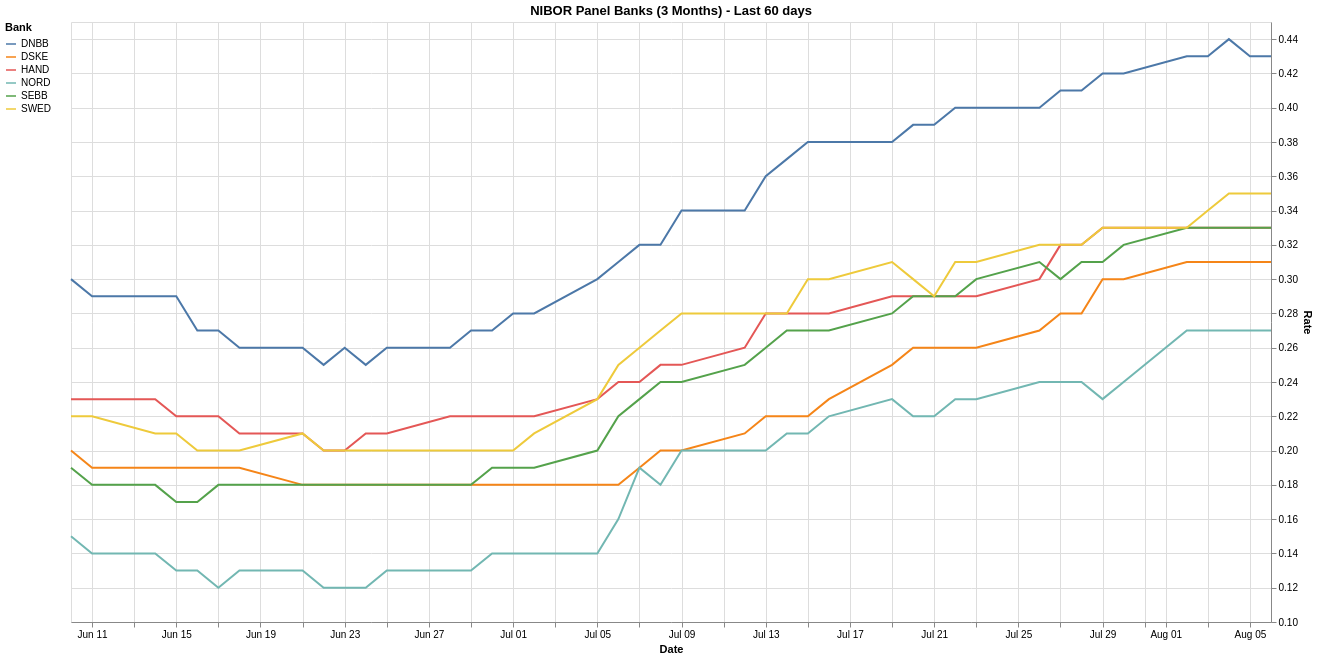 NIBOR Panel Banks (3 Months) - Last 60 days
Bank
DNBB
DSKE
HAND
NORD
SEBB
SWED
0.44
0.42
0.40
0.38
0.36
0.34
0.32
0.30
0.28
0.26
0.24
0.22
0.20
0.18
0.16
0.14
0.12
0.10
Rate
Jun 11 Jun 15 Jun 19 Jun 23 Jun 27 Jul 01 Jul 05 Jul 09 Jul 13 Jul 17 Jul 21 Jul 25 Jul 29 Aug 01 Aug 05
Date